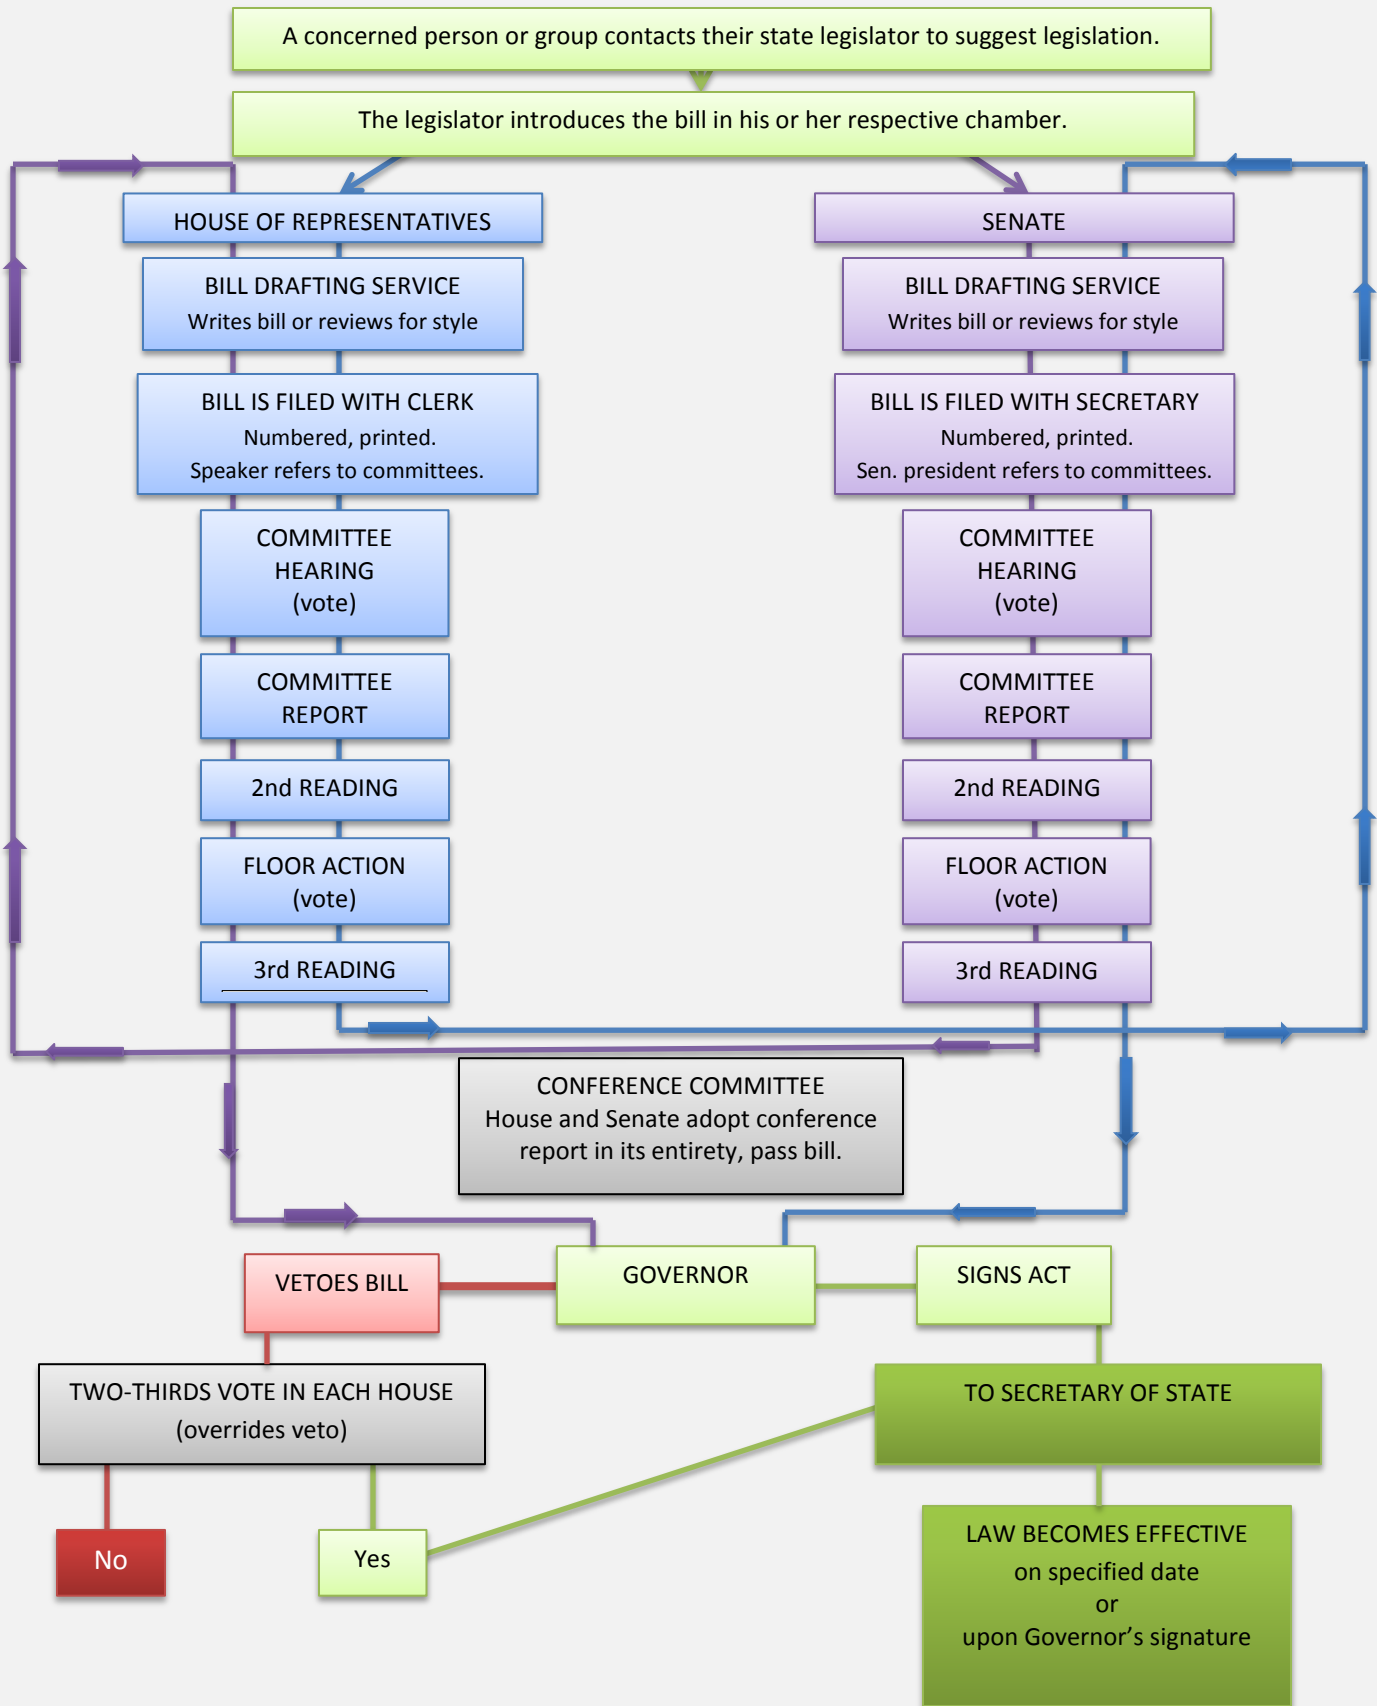 A concerned person or group contacts their state legislator to suggest legislation.
The legislator introduces the bill in his or her respective chamber.
HOUSE OF REPRESENTATIVES
BILL DRAFTING SERVICE
Writes bill or reviews for style
BILL IS FILED WITH CLERK
Numbered, printed.
Speaker refers to committees.
COMMITTEE
HEARING
(vote)
COMMITTEE
REPORT
2nd READING
FLOOR ACTION
(vote)
3rd READING
SENATE
BILL DRAFTING SERVICE
Writes bill or reviews for style
BILL IS FILED WITH SECRETARY
Numbered, printed.
Sen. president refers to committees.
COMMITTEE
HEARING
(vote)
COMMITTEE
REPORT
2nd READING
FLOOR ACTION
(vote)
3rd READING
CONFERENCE COMMITTEE
House and Senate adopt conference
report in its entirety, pass bill.
VETOES BILL
GOVERNOR
SIGNS ACT
TWO-THIRDS VOTE IN EACH HOUSE
(overrides veto)
TO SECRETARY OF STATE
No
Yes
LAW BECOMES EFFECTIVE
on specified date
or
upon Governor’s signature